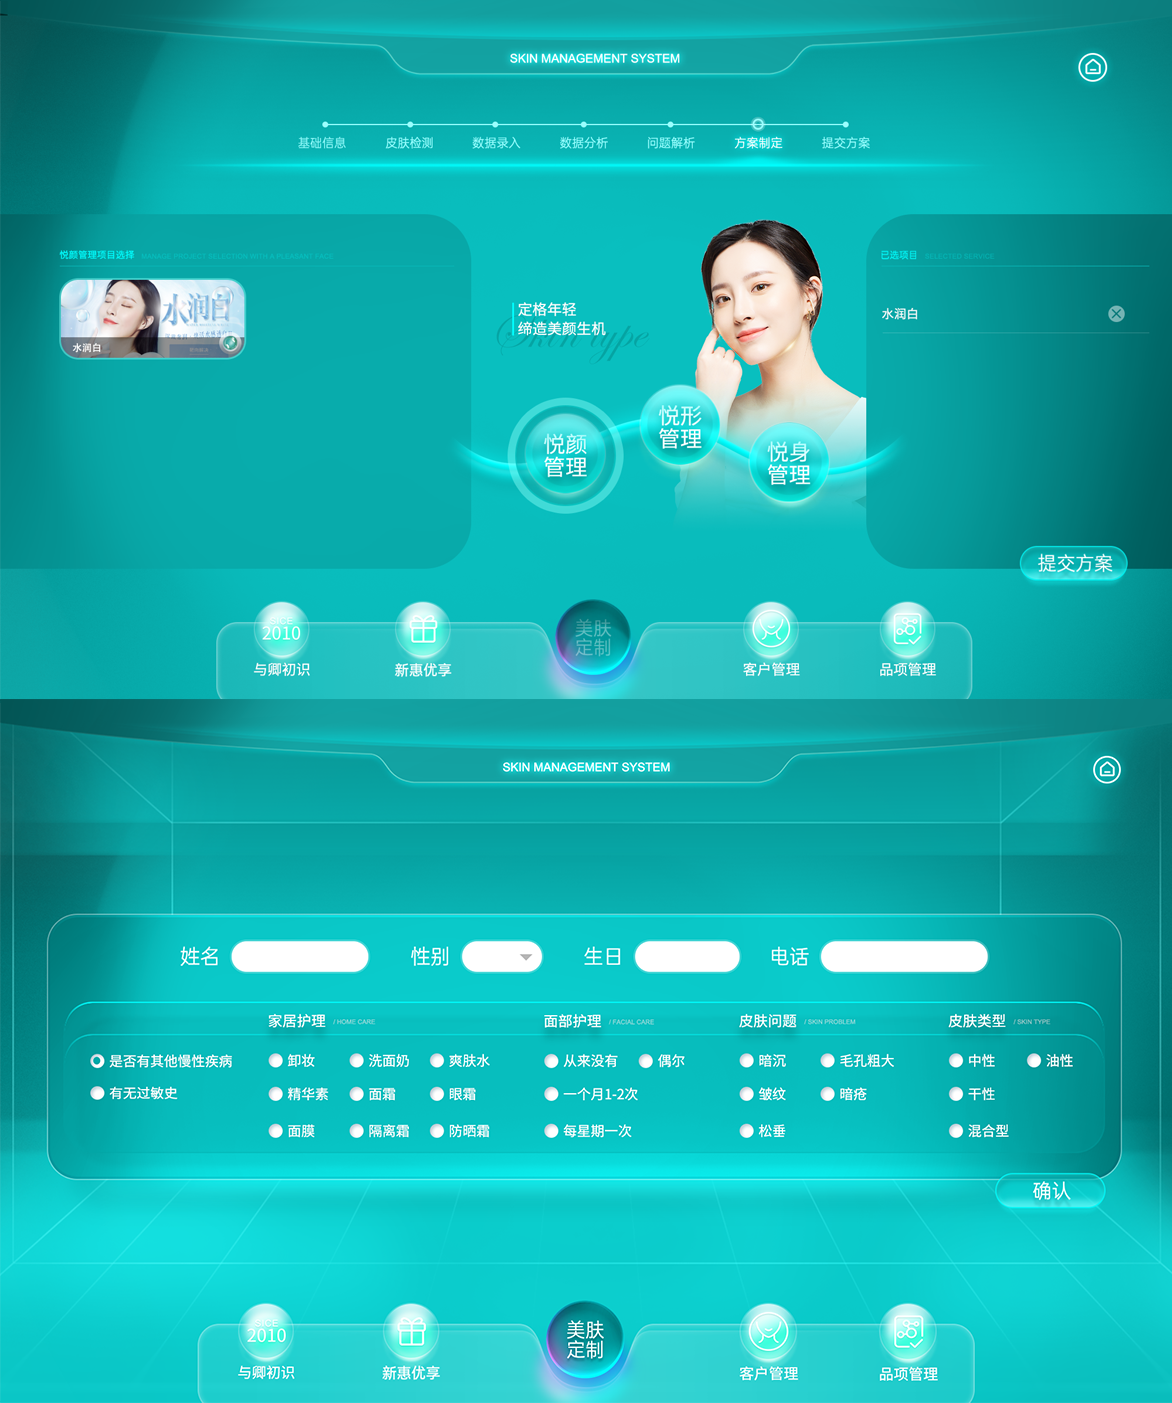 SKIN MANAGEMENT SYSTEM
基础信息 皮肤检测 数据录入 数据分析 问题解析 方案制定 提交方案
悦颜管理项目选择 MANAGE PROJECT SELECTION WITH A PLEASANT FACE
已选项目 SELECTED SERVICE
水润白
水润白
水润白
定格年轻
缔造美颜生机
Skin type
悦颜
管理
悦形
管理
悦身
管理
提交方案
SICE
2010
与卿初识
新惠优享
美肤
定制
客户管理
品项管理
SKIN MANAGEMENT SYSTEM
姓名 性别 生日 电话
家居护理 / HOME CARE 面部护理 / FACIAL CARE 皮肤问题 / SKIN PROBLEM 皮肤类型 / SKIN TYPE
是否有其他慢性疾病 卸妆 洗面奶 爽肤水 从来没有 偶尔 暗沉 毛孔粗大 中性 油性
有无过敏史 精华素 面霜 眼霜 一个月1-2次 皱纹 暗疮 干性
面膜 隔离霜 防晒霜 每星期一次 松垂 混合型
确认
SICE
2010
与卿初识
新惠优享
美肤
定制
客户管理
品项管理